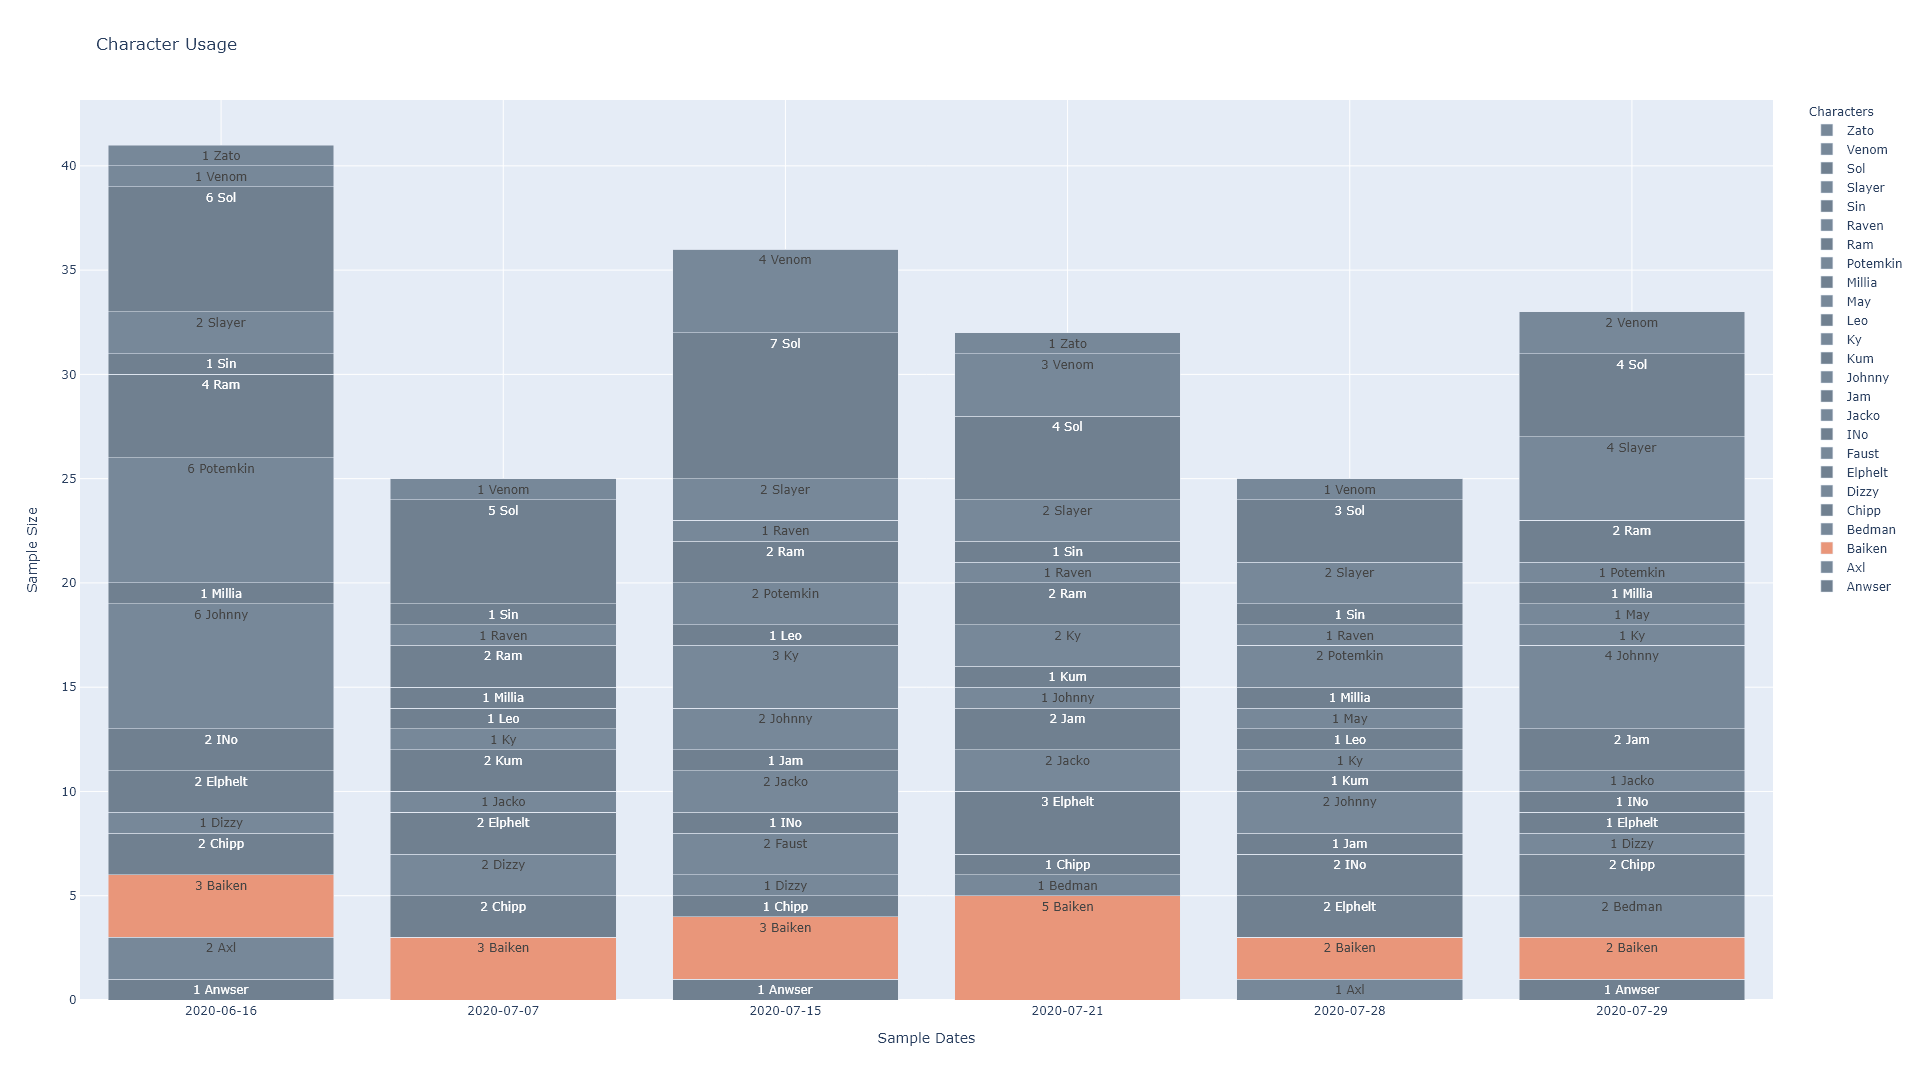 Character Usage
Sample Size
40
35
30
25
20
15
10
5
0
1 Zato
1 Venom
6 Sol
2 Slayer
1 Sin
4 Ram
6 Potemkin
1 Millia
6 Johnny
2 INo
2 Elphelt
1 Dizzy
2 Chipp
3 Baiken
2 Axl
1 Anwser
2020-06-16
1 Venom
5 Sol
1 Sin
1 Raven
2 Ram
1 Millia
1 Leo
1 Ky
2 Kum
1 Jacko
2 Elphelt
2 Dizzy
2 Chipp
3 Baiken
2020-07-07
4 Venom
7 Sol
2 Slayer
1 Raven
2 Ram
2 Potemkin
1 Leo
3 Ky
2 Johnny
1 Jam
2 Jacko
1 INo
2 Faust
1 Dizzy
1 Chipp
3 Baiken
1 Anwser
2020-07-15
1 Zato
3 Venom
4 Sol
2 Slayer
1 Sin
1 Raven
2 Ram
2 Ky
1 Kum
1 Johnny
2 Jam
2 Jacko
3 Elphelt
1 Chipp
1 Bedman
5 Baiken
2020-07-21
1 Venom
3 Sol
2 Slayer
1 Sin
1 Raven
2 Potemkin
1 Millia
1 May
1 Leo
1 Ky
1 Kum
2 Johnny
1 Jam
2 INo
2 Elphelt
2 Baiken
1 Axl
2020-07-28
2 Venom
4 Sol
4 Slayer
2 Ram
1 Potemkin
1 Millia
1 May
1 Ky
4 Johnny
2 Jam
1 Jacko
1 INo
1 Elphelt
1 Dizzy
2 Chipp
2 Bedman
2 Baiken
1 Anwser
2020-07-29
Sample Dates
Characters
Zato
Venom
Sol
Slayer
Sin
Raven
Ram
Potemkin
Millia
May
Leo
Ky
Kum
Johnny
Jam
Jacko
INo
Faust
Elphelt
Dizzy
Chipp
Bedman
Baiken
Axl
Anwser